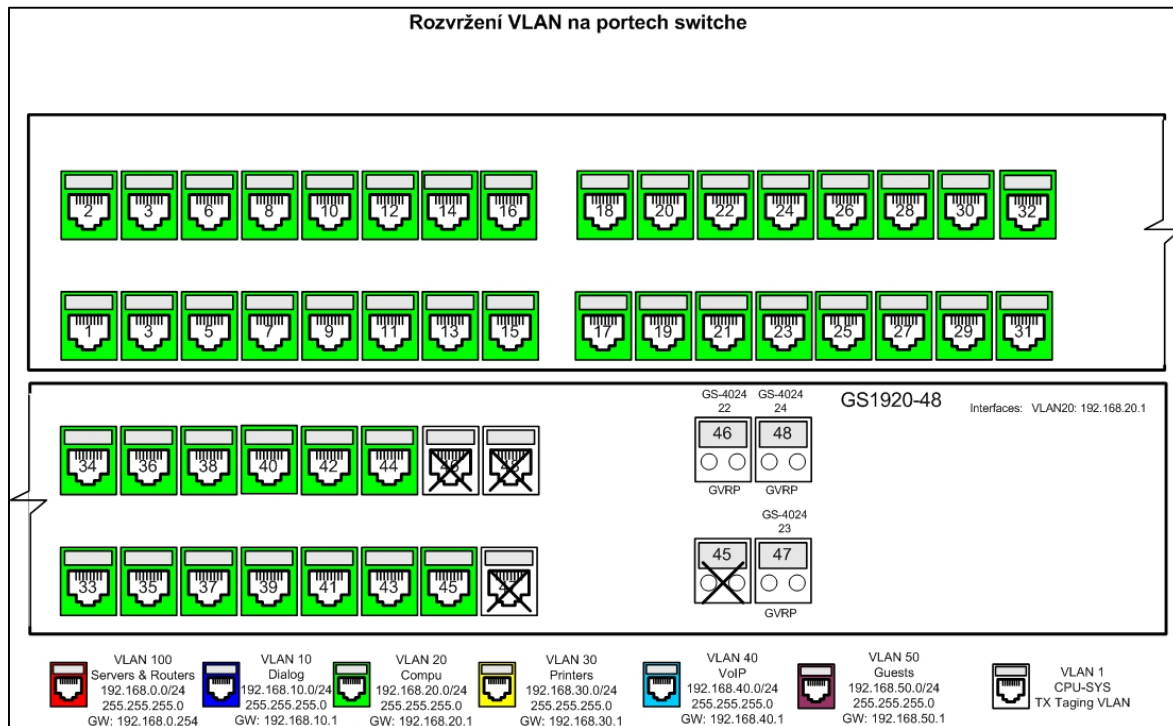 Rozvržení VLAN na portech switche
2 3 6 8 10 12 14 16 18 20 22 24 26 28 30 32
1 3 5 7 9 11 13 15 17 19 21 23 25 27 29 31
GS-4024 GS-4024
22 24
GS1920-48
Interfaces: VLAN20: 192.168.20.1
34 36 38 40 42 44 46 48
46 48
GVRP GVRP
GS-4024
23
33 35 37 39 41 43 45
45 47
GVRP
VLAN 100
Servers & Routers
192.168.0.0/24
255.255.255.0
GW: 192.168.0.254
VLAN 10
Dialog
192.168.10.0/24
255.255.255.0
GW: 192.168.10.1
VLAN 20
Compu
192.168.20.0/24
255.255.255.0
GW: 192.168.20.1
VLAN 30
Printers
192.168.30.0/24
255.255.255.0
GW: 192.168.30.1
VLAN 40
VoIP
192.168.40.0/24
255.255.255.0
GW: 192.168.40.1
VLAN 50
Guests
192.168.50.0/24
255.255.255.0
GW: 192.168.50.1
VLAN 1
CPU-SYS
TX Taging VLAN